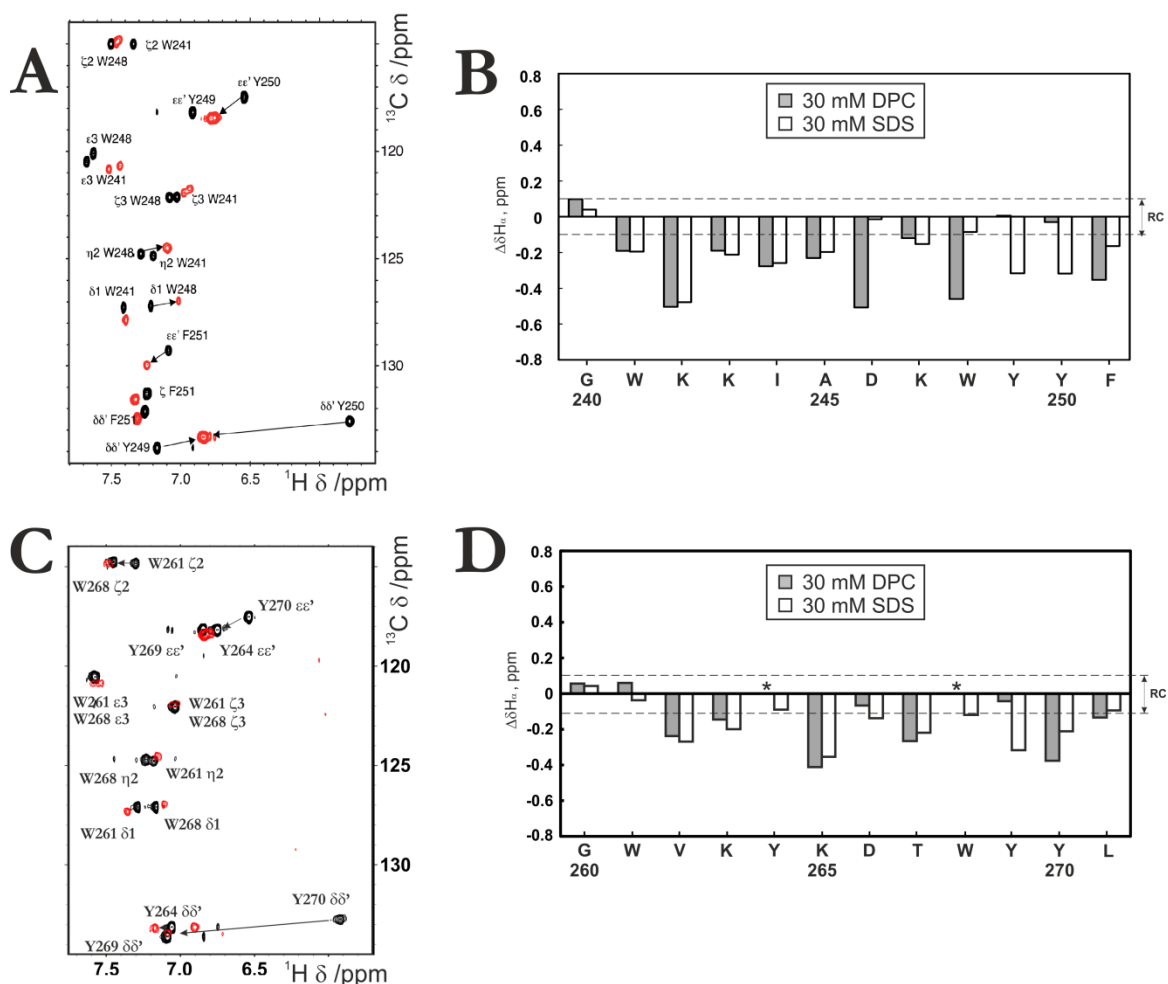 A
ζ2 W248
ζ2 W241
εε' Y249
εε' Y250
ε3 W248
ε3 W241
ζ3 W248
ζ3 W241
η2 W248
η2 W241
δ1 W241
δ1 W248
εε' F251
ζ F251
δδ' F251
δδ' Y250
δδ' Y249
7.5 7.0 6.5
¹H δ /ppm
120
125
130
¹³C δ /ppm
B
30 mM DPC
30 mM SDS
0.8
0.6
0.4
0.2
0
-0.2
-0.4
-0.6
-0.8
ΔδHα, ppm
RC
G W K K I A D K W Y Y F
240 245 250
C
W261 ζ2
W268 ζ2
Y270 εε'
Y269 εε' Y264 εε'
W261 ε3
W268 ε3
W261 ζ3
W268 ζ3
W268 η2
W261 η2
W261 δ1
W268 δ1
Y270 δδ'
Y264 δδ'
Y269 δδ'
7.5 7.0 6.5
¹H δ /ppm
120
125
130
¹³C δ /ppm
D
30 mM DPC
30 mM SDS
0.8
0.6
0.4
0.2
0
-0.2
-0.4
-0.6
-0.8
ΔδHα, ppm
* *
RC
G W V K Y K D T W Y Y L
260 265 270